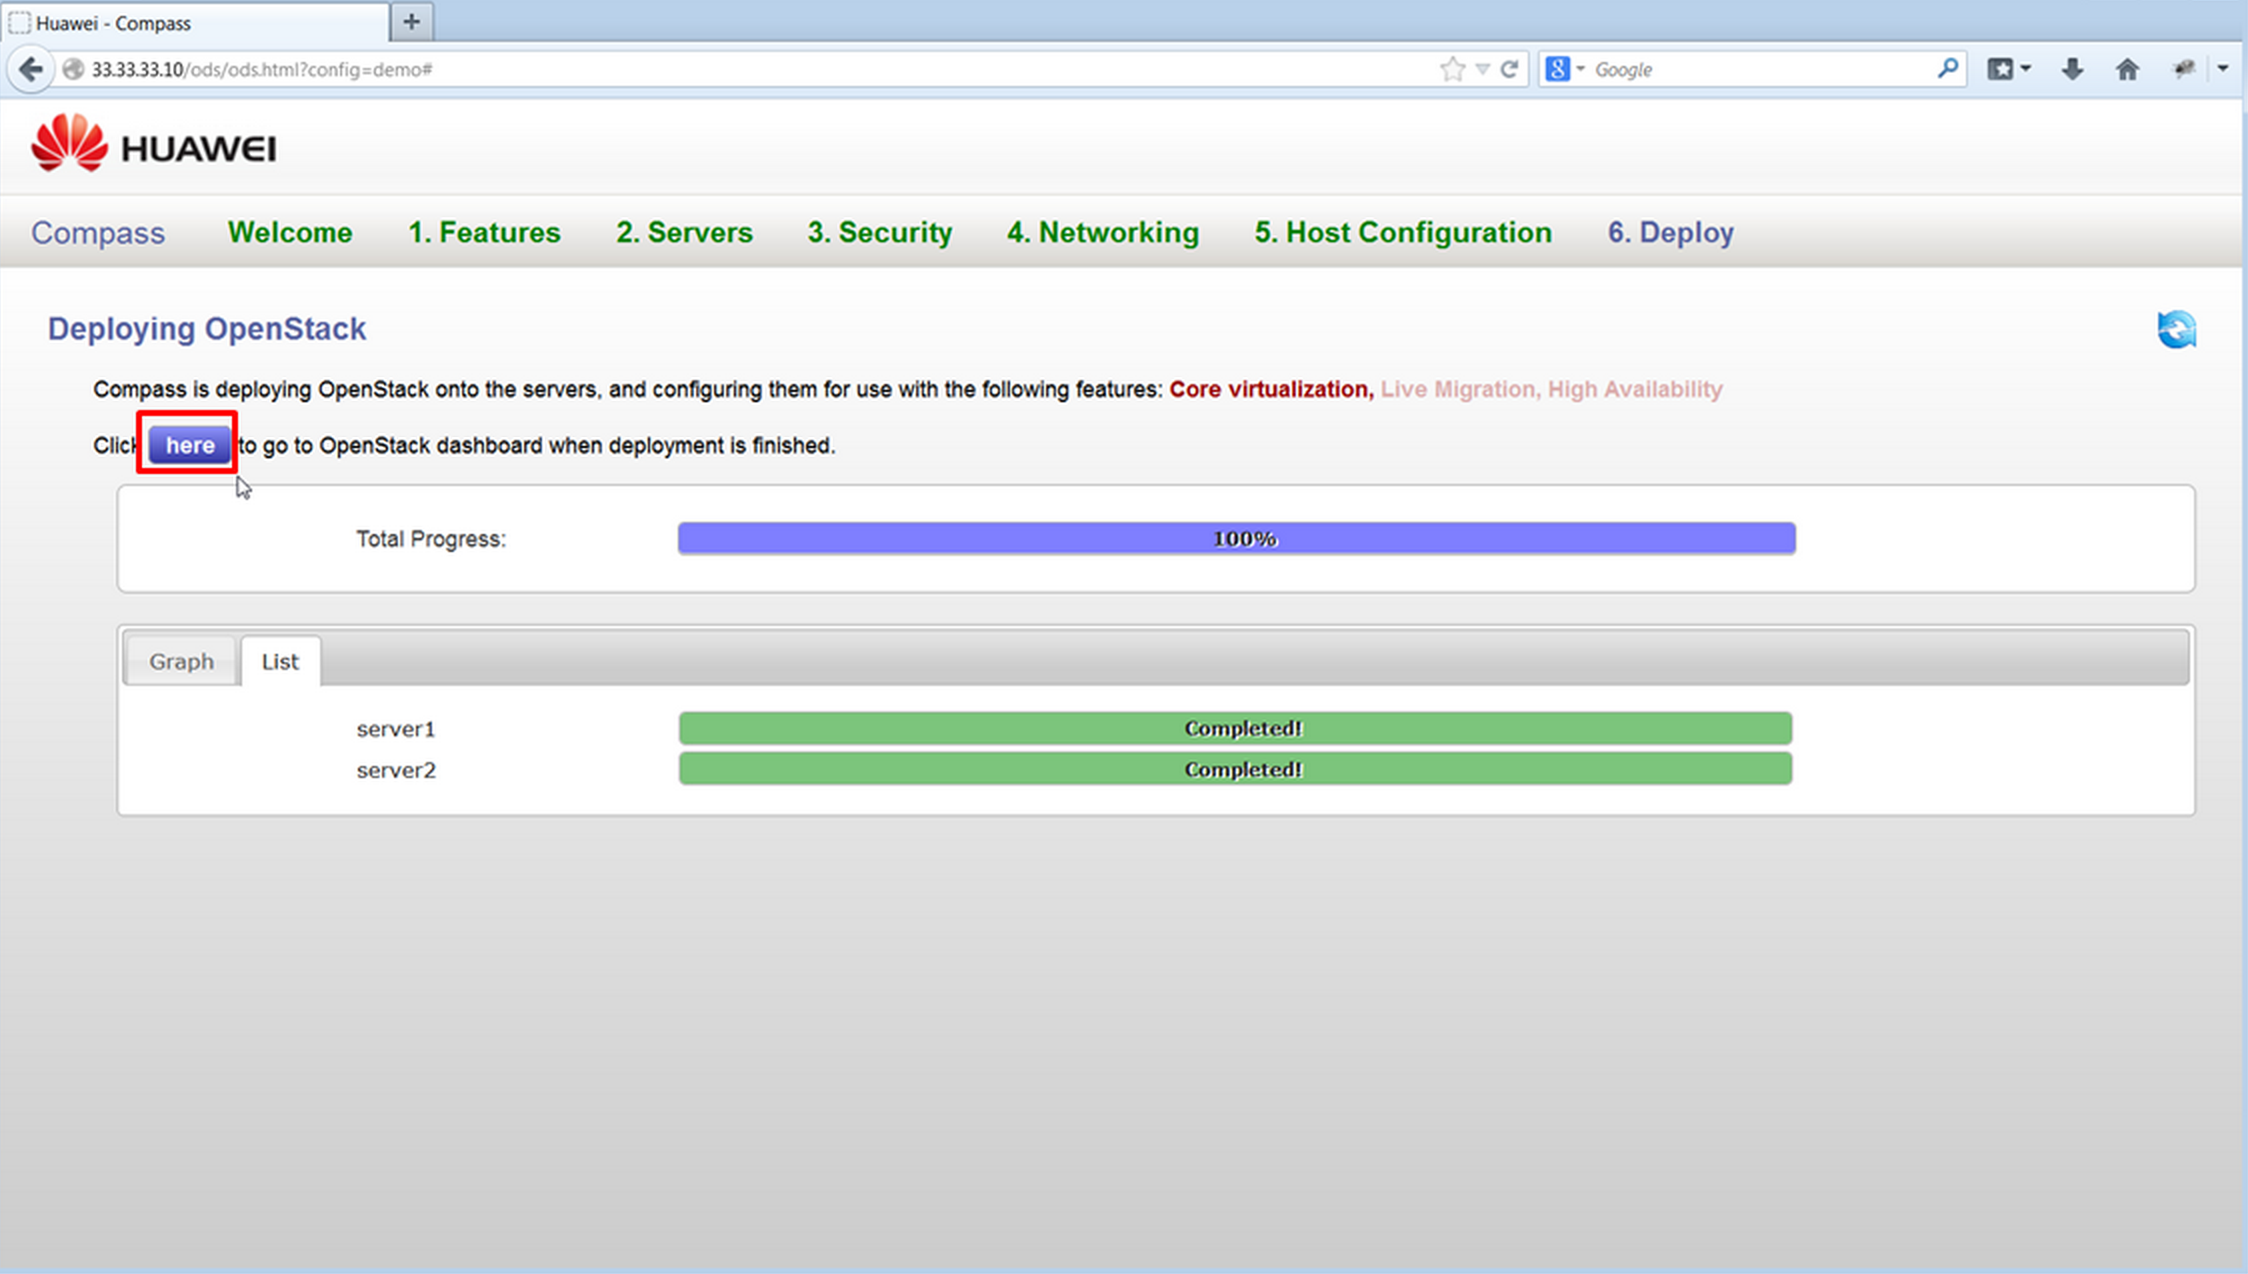 Huawei - Compass
33.33.33.10/ods/ods.html?config=demo#
Google
HUAWEI
Compass Welcome 1. Features 2. Servers 3. Security 4. Networking 5. Host Configuration 6. Deploy
Deploying OpenStack
Compass is deploying OpenStack onto the servers, and configuring them for use with the following features: Core virtualization, Live Migration, High Availability
Click here to go to OpenStack dashboard when deployment is finished.
Total Progress: 100%
Graph List
server1 Completed!
server2 Completed!